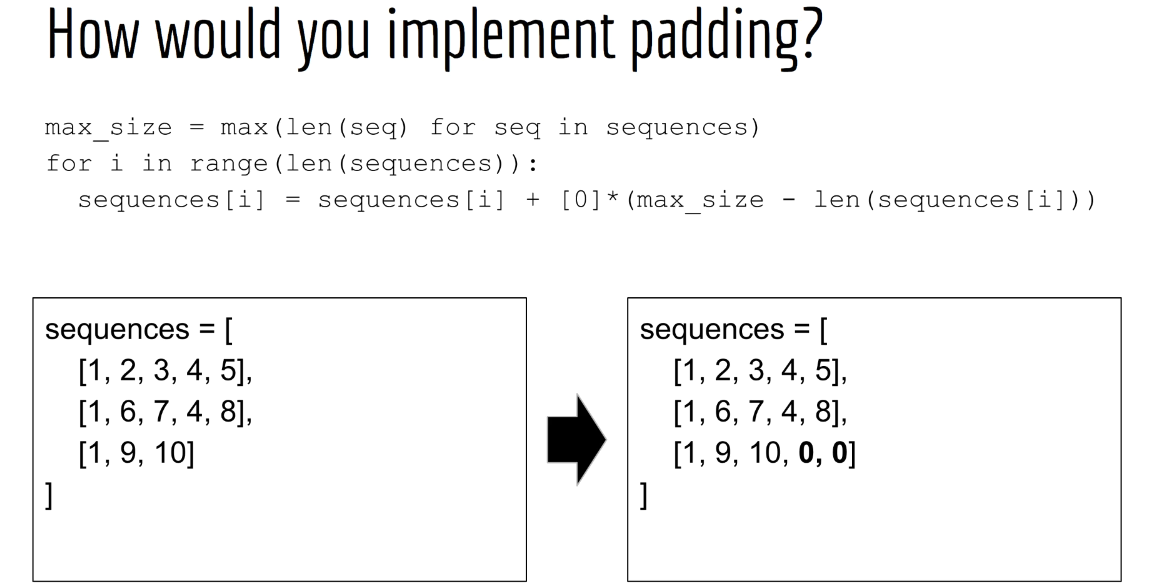 How would you implement padding?
max_size = max(len(seq) for seq in sequences)
for i in range(len(sequences)):
  sequences[i] = sequences[i] + [0]*(max_size - len(sequences[i]))
sequences = [
[1, 2, 3, 4, 5],
[1, 6, 7, 4, 8],
[1, 9, 10]
]
sequences = [
[1, 2, 3, 4, 5],
[1, 6, 7, 4, 8],
[1, 9, 10, 0, 0]
]